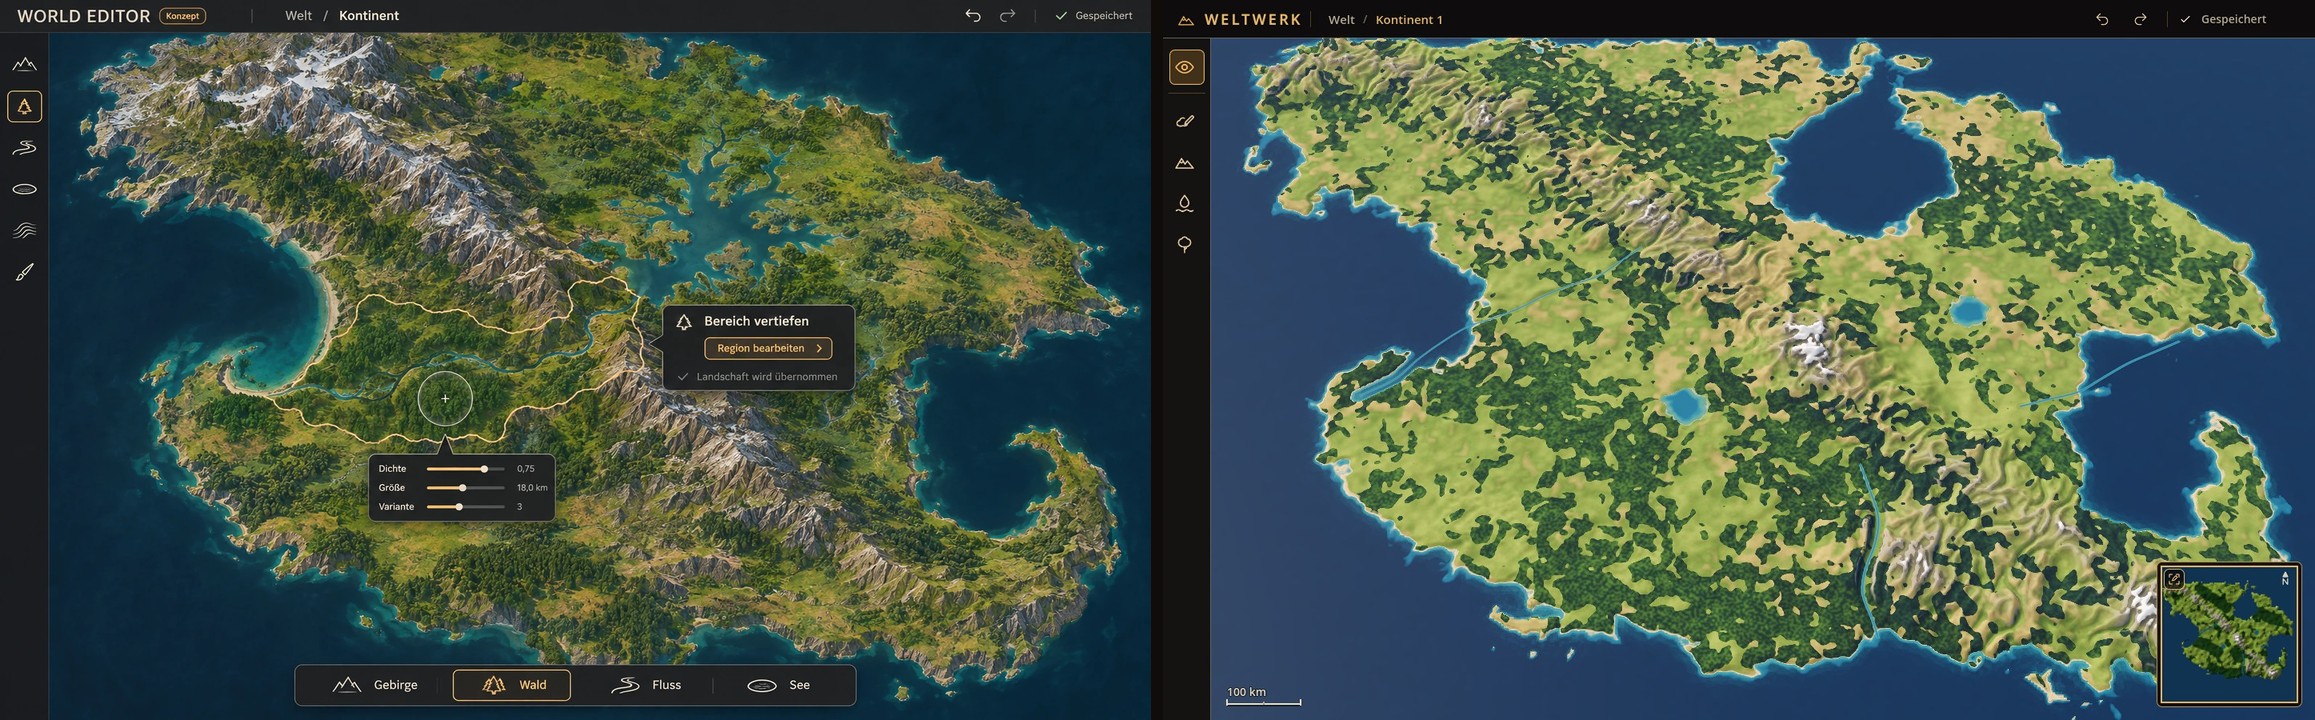 WORLD EDITOR
Konzept
Welt / Kontinent
Gespeichert
Bereich vertiefen
Region bearbeiten
Landschaft wird übernommen
Dichte 0,75
Größe 18,0 km
Variante 3
Gebirge
Wald
Fluss
See
WELTWERK
Welt / Kontinent 1
Gespeichert
100 km
N